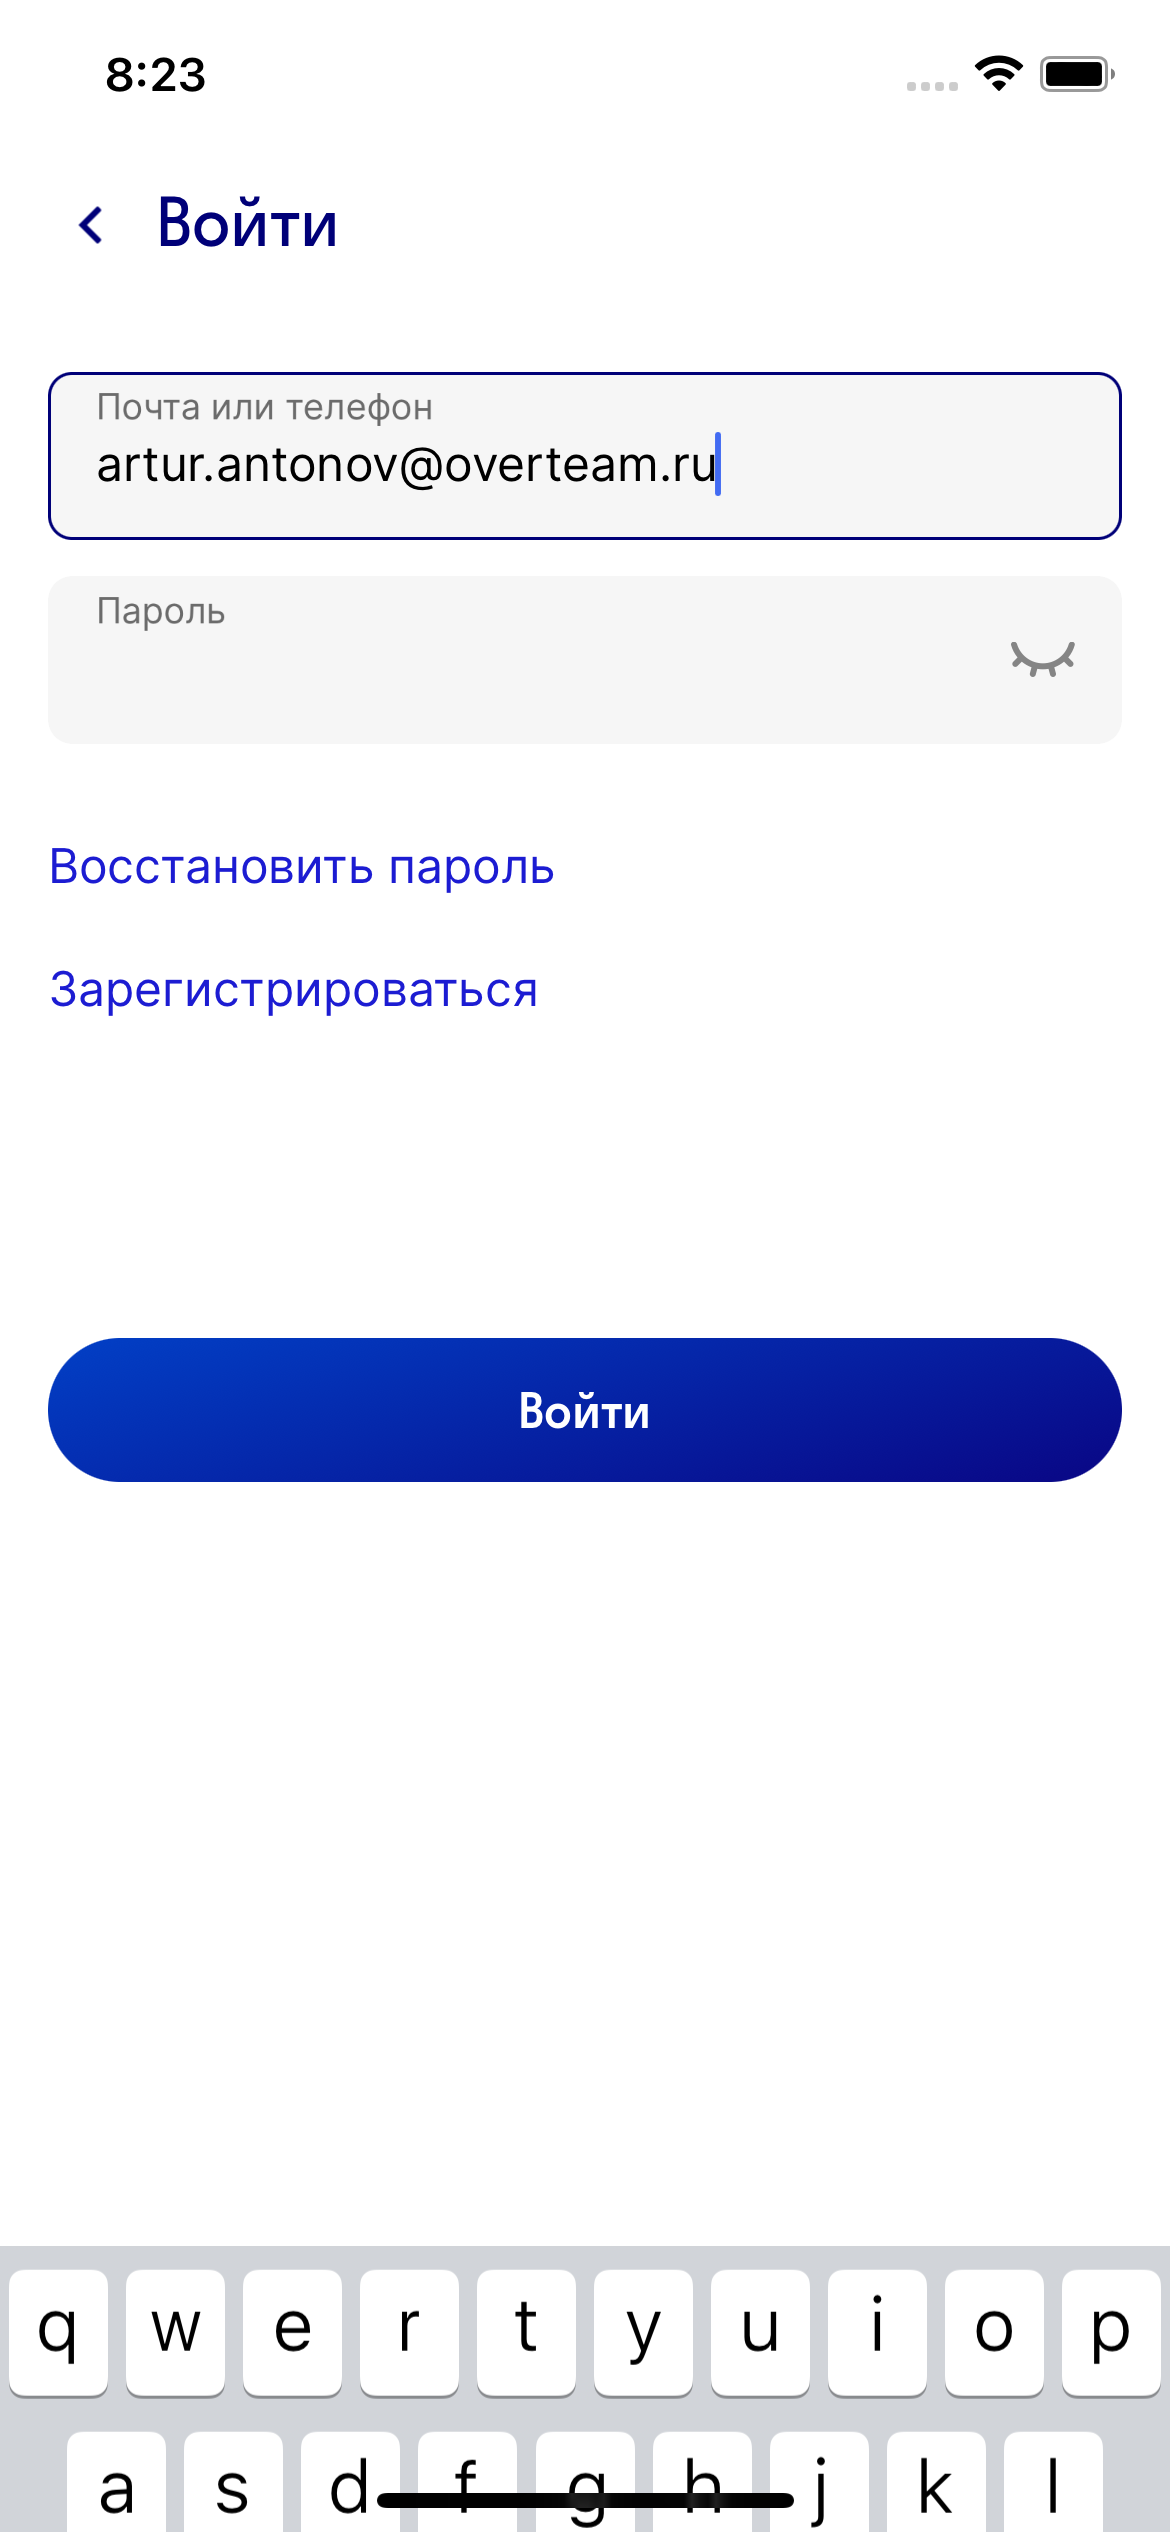 8:23
Войти
Почта или телефон
artur.antonov@overteam.ru
Пароль
Восстановить пароль
Зарегистрироваться
Войти
q w e r t y u i o p
a s d f g h j k l